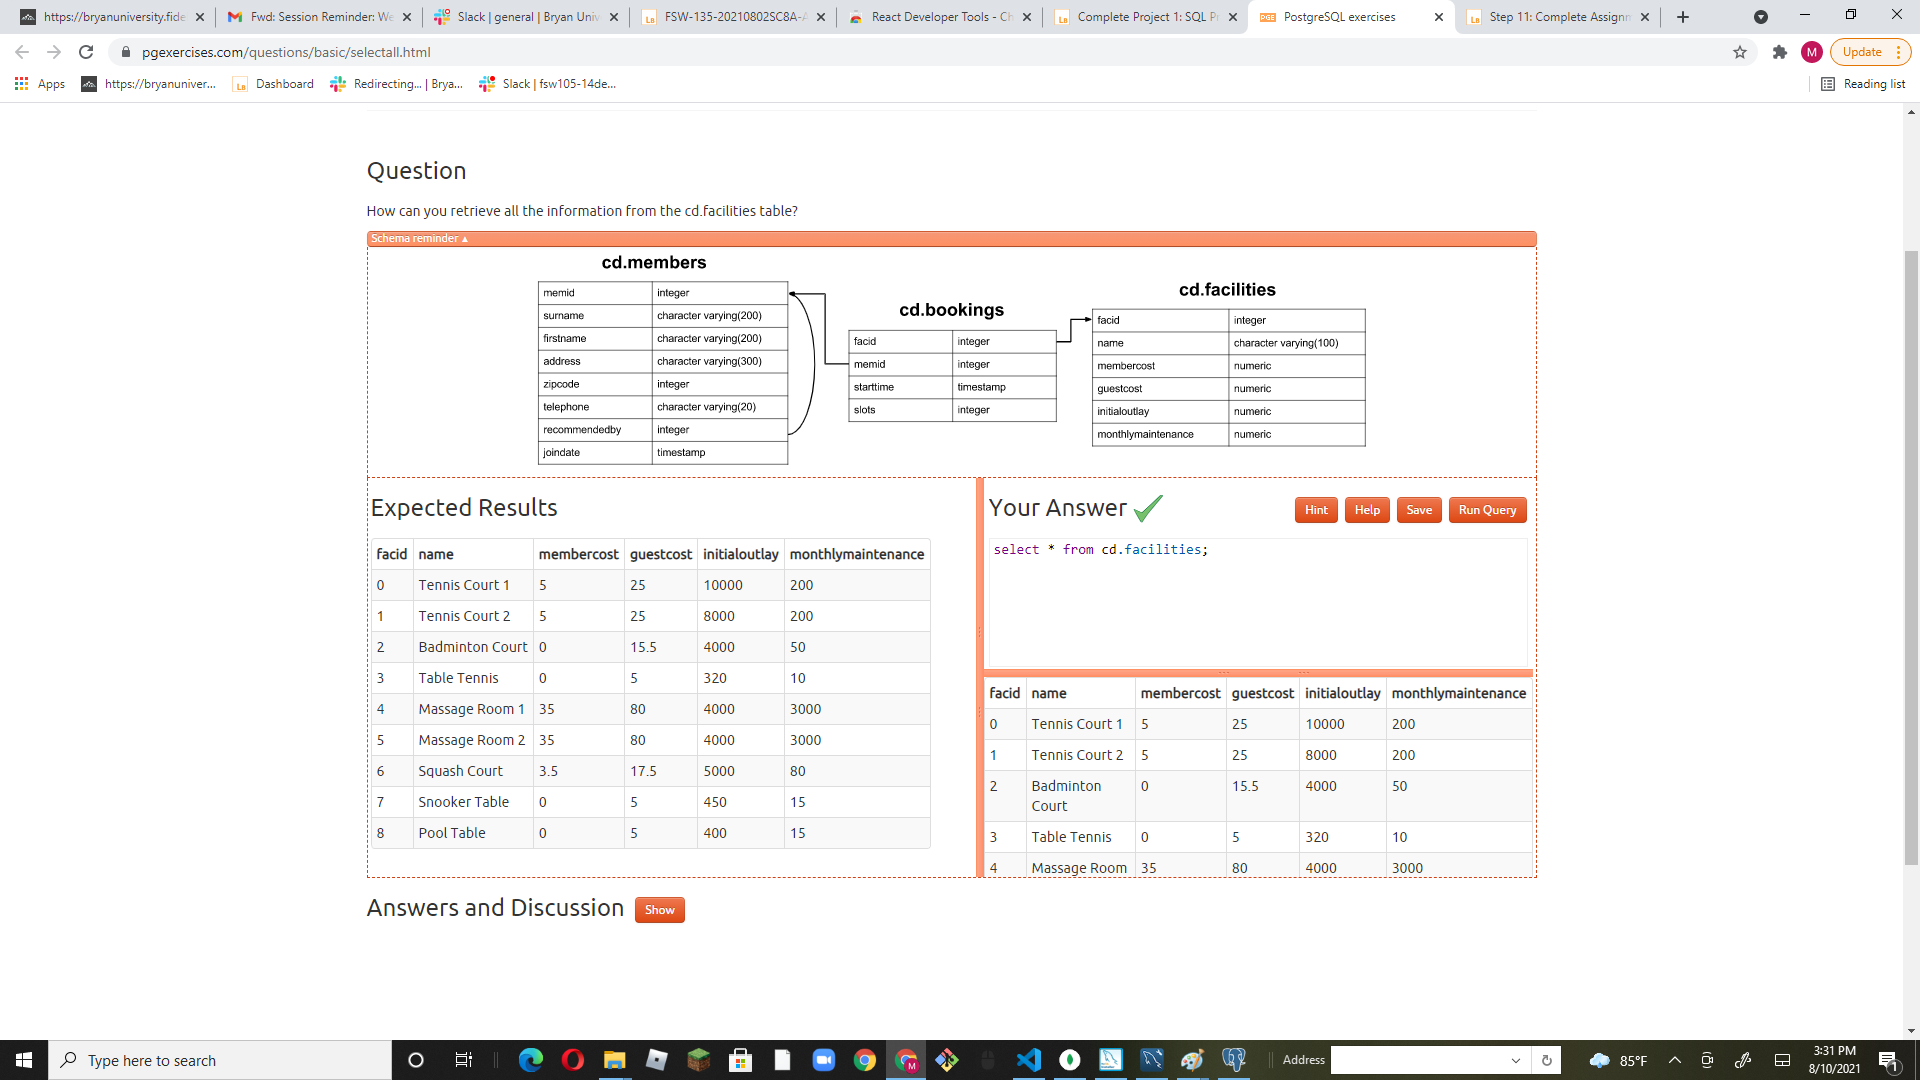 https://bryanuniversity.fide
Fwd: Session Reminder: We
Slack | general | Bryan Univ
FSW-135-20210802SC8A-A
React Developer Tools - Ch
Complete Project 1: SQL Pr
PostgreSQL exercises
Step 11: Complete Assignm
pgexercises.com/questions/basic/selectall.html
M
Update
Apps
https://bryanuniver...
Dashboard
Redirecting... | Brya...
Slack | fsw105-14de...
Reading list
Question
How can you retrieve all the information from the cd.facilities table?
Schema reminder ▲
cd.members
memid integer
surname character varying(200)
firstname character varying(200)
address character varying(300)
zipcode integer
telephone character varying(20)
recommendedby integer
joindate timestamp
cd.bookings
facid integer
memid integer
starttime timestamp
slots integer
cd.facilities
facid integer
name character varying(100)
membercost numeric
guestcost numeric
initialoutlay numeric
monthlymaintenance numeric
Expected Results
facid name membercost guestcost initialoutlay monthlymaintenance
0 Tennis Court 1 5 25 10000 200
1 Tennis Court 2 5 25 8000 200
2 Badminton Court 0 15.5 4000 50
3 Table Tennis 0 5 320 10
4 Massage Room 1 35 80 4000 3000
5 Massage Room 2 35 80 4000 3000
6 Squash Court 3.5 17.5 5000 80
7 Snooker Table 0 5 450 15
8 Pool Table 0 5 400 15
Your Answer
Hint Help Save Run Query
select * from cd.facilities;
facid name membercost guestcost initialoutlay monthlymaintenance
0 Tennis Court 1 5 25 10000 200
1 Tennis Court 2 5 25 8000 200
2 Badminton Court 0 15.5 4000 50
3 Table Tennis 0 5 320 10
4 Massage Room 35 80 4000 3000
Answers and Discussion Show
Type here to search
Address
85°F
3:31 PM
8/10/2021
1